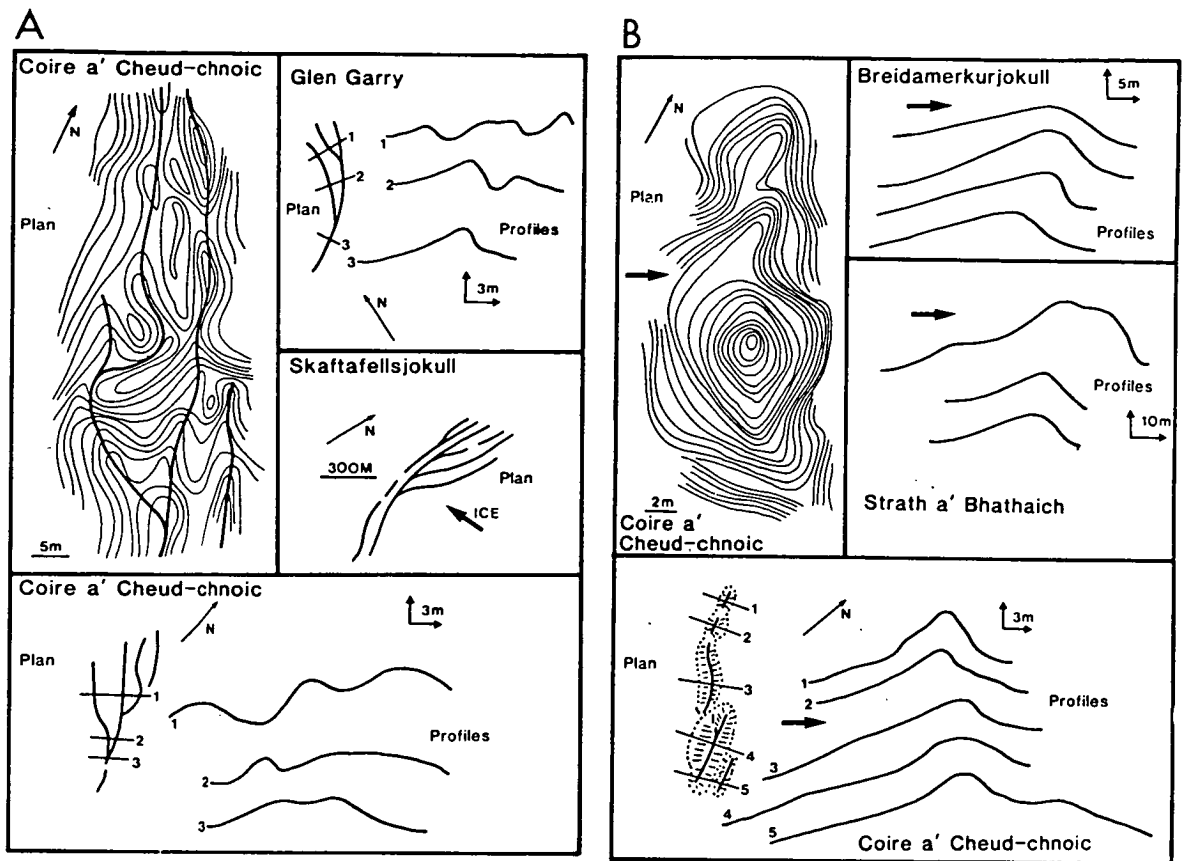 A
Coire a' Cheud-chnoic
N
Plan
5m
Glen Garry
1
2
3
Plan
1
2
3
Profiles
3m
N
Skaftafellsjokull
N
300M
Plan
ICE
Coire a' Cheud-chnoic
3m
N
Plan
1
2
3
1
2
3
Profiles
B
N
Plan
2m
Coire a'
Cheud-chnoic
Breidamerkurjokull
5m
Profiles
Profiles
10m
Strath a' Bhathaich
Plan
1
2
3
4
5
N
3m
1
2
3
4
5
Profiles
Coire a' Cheud-chnoic